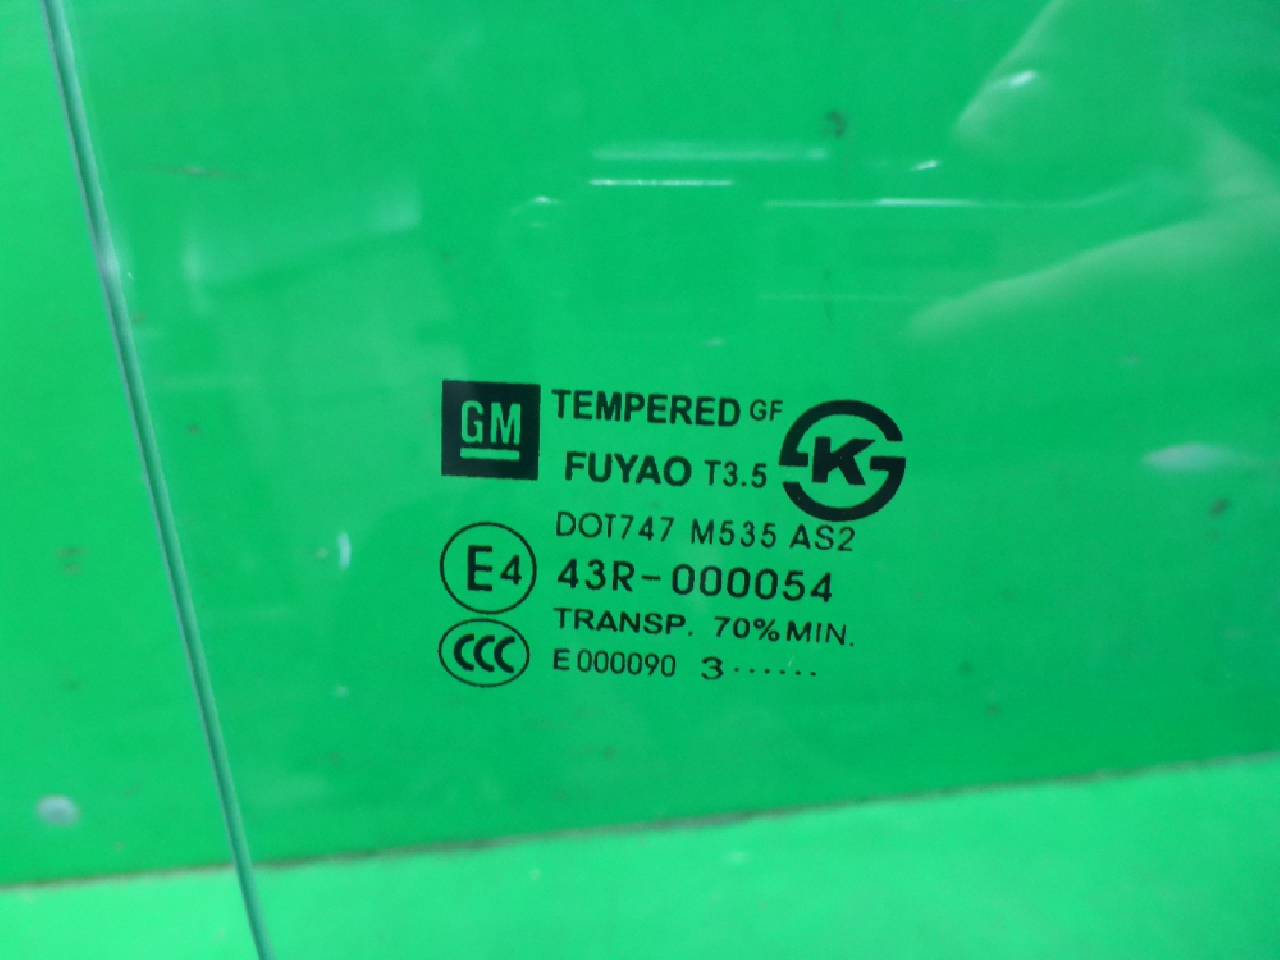 GM TEMPERED GF
FUYAO T3.5 K
DOT747 M535 AS2
E4 43R-000054
TRANSP. 70% MIN.
CCC E000090 3······